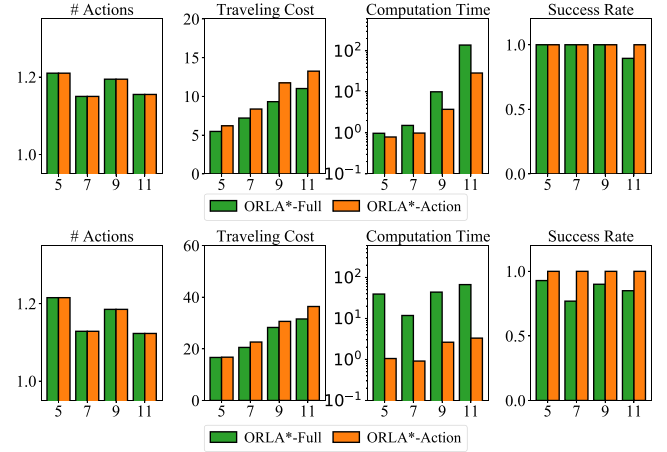 # Actions
Traveling Cost
Computation Time
Success Rate
1.2
1.0
20
15
10
5
0
10²
10¹
10⁰
10⁻¹
1.0
0.5
0.0
5 7 9 11
5 7 9 11
5 7 9 11
5 7 9 11
ORLA*-Full ORLA*-Action
# Actions
Traveling Cost
Computation Time
Success Rate
1.2
1.0
60
40
20
0
10²
10¹
10⁰
10⁻¹
1.0
0.5
0.0
5 7 9 11
5 7 9 11
5 7 9 11
5 7 9 11
ORLA*-Full ORLA*-Action